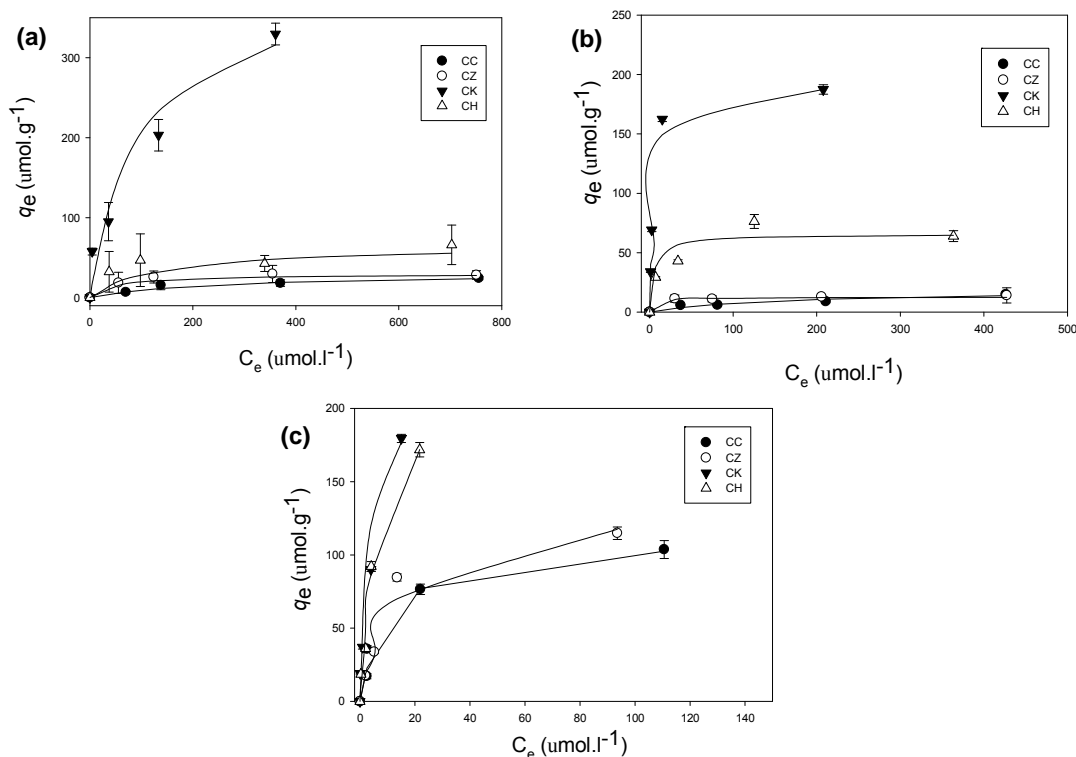 (a)
300
200
100
0
qe (umol.g-1)
0 200 400 600 800
Ce (umol.l-1)
CC
CZ
CK
CH
(b)
250
200
150
100
50
0
qe (umol.g-1)
0 100 200 300 400 500
Ce (umol.l-1)
CC
CZ
CK
CH
(c)
200
150
100
50
0
qe (umol.g-1)
0 20 40 60 80 100 120 140
Ce (umol.l-1)
CC
CZ
CK
CH